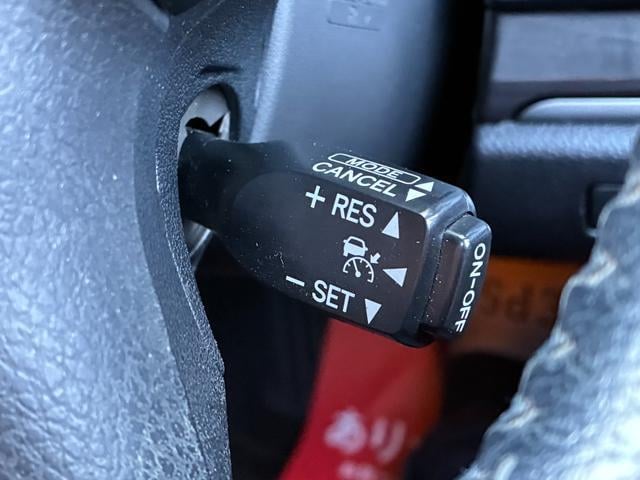 MODE
CANCEL
+ RES
- SET
ON-OFF
あり